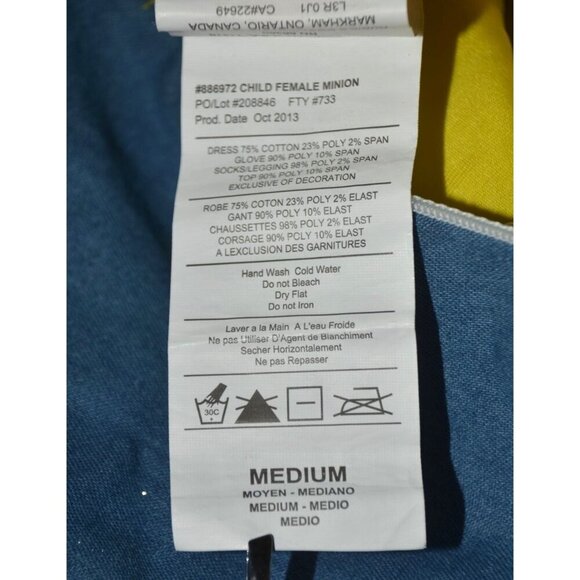 MARKHAM, ONTARIO, CANADA
L3R 0J1 CA#22649
#886972 CHILD FEMALE MINION
PO/Lot #208846 FTY #733
Prod. Date Oct 2013
DRESS 75% COTTON 23% POLY 2% SPAN
GLOVE 90% POLY 10% SPAN
SOCKS/LEGGING 98% POLY 2% SPAN
TOP 90% POLY 10% SPAN
EXCLUSIVE OF DECORATION
ROBE 75% COTON 23% POLY 2% ELAST
GANT 90% POLY 10% ELAST
CHAUSSETTES 98% POLY 2% ELAST
CORSAGE 90% POLY 10% ELAST
A LEXCLUSION DES GARNITURES
Hand Wash Cold Water
Do not Bleach
Dry Flat
Do not Iron
Laver a la Main A L'eau Froide
Ne pas Utiliser D'Agent de Blanchiment
Secher Horizontalement
Ne pas Repasser
30C
MEDIUM
MOYEN - MEDIANO
MEDIUM - MEDIO
MEDIO